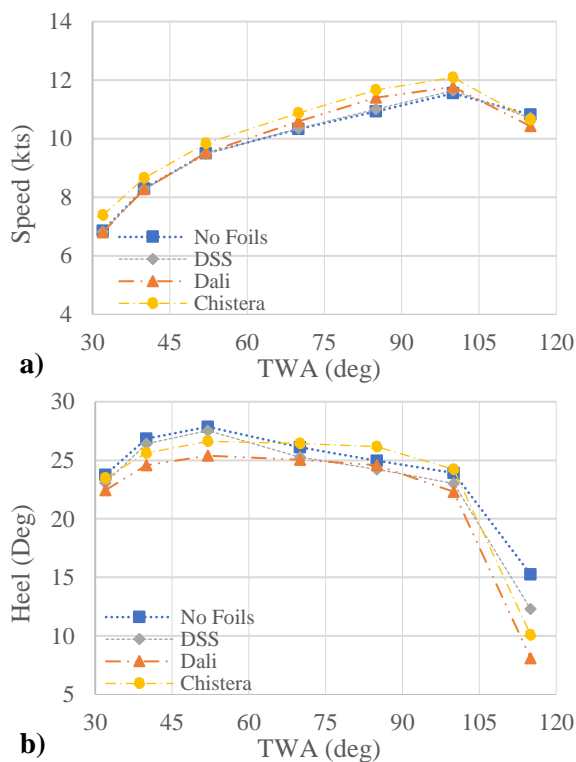 14
12
10
8
6
4
Speed (kts)
No Foils
DSS
Dali
Chistera
30 45 60 75 90 105 120
a) TWA (deg)
30
25
20
15
10
5
Heel (Deg)
No Foils
DSS
Dali
Chistera
30 45 60 75 90 105 120
b) TWA (deg)